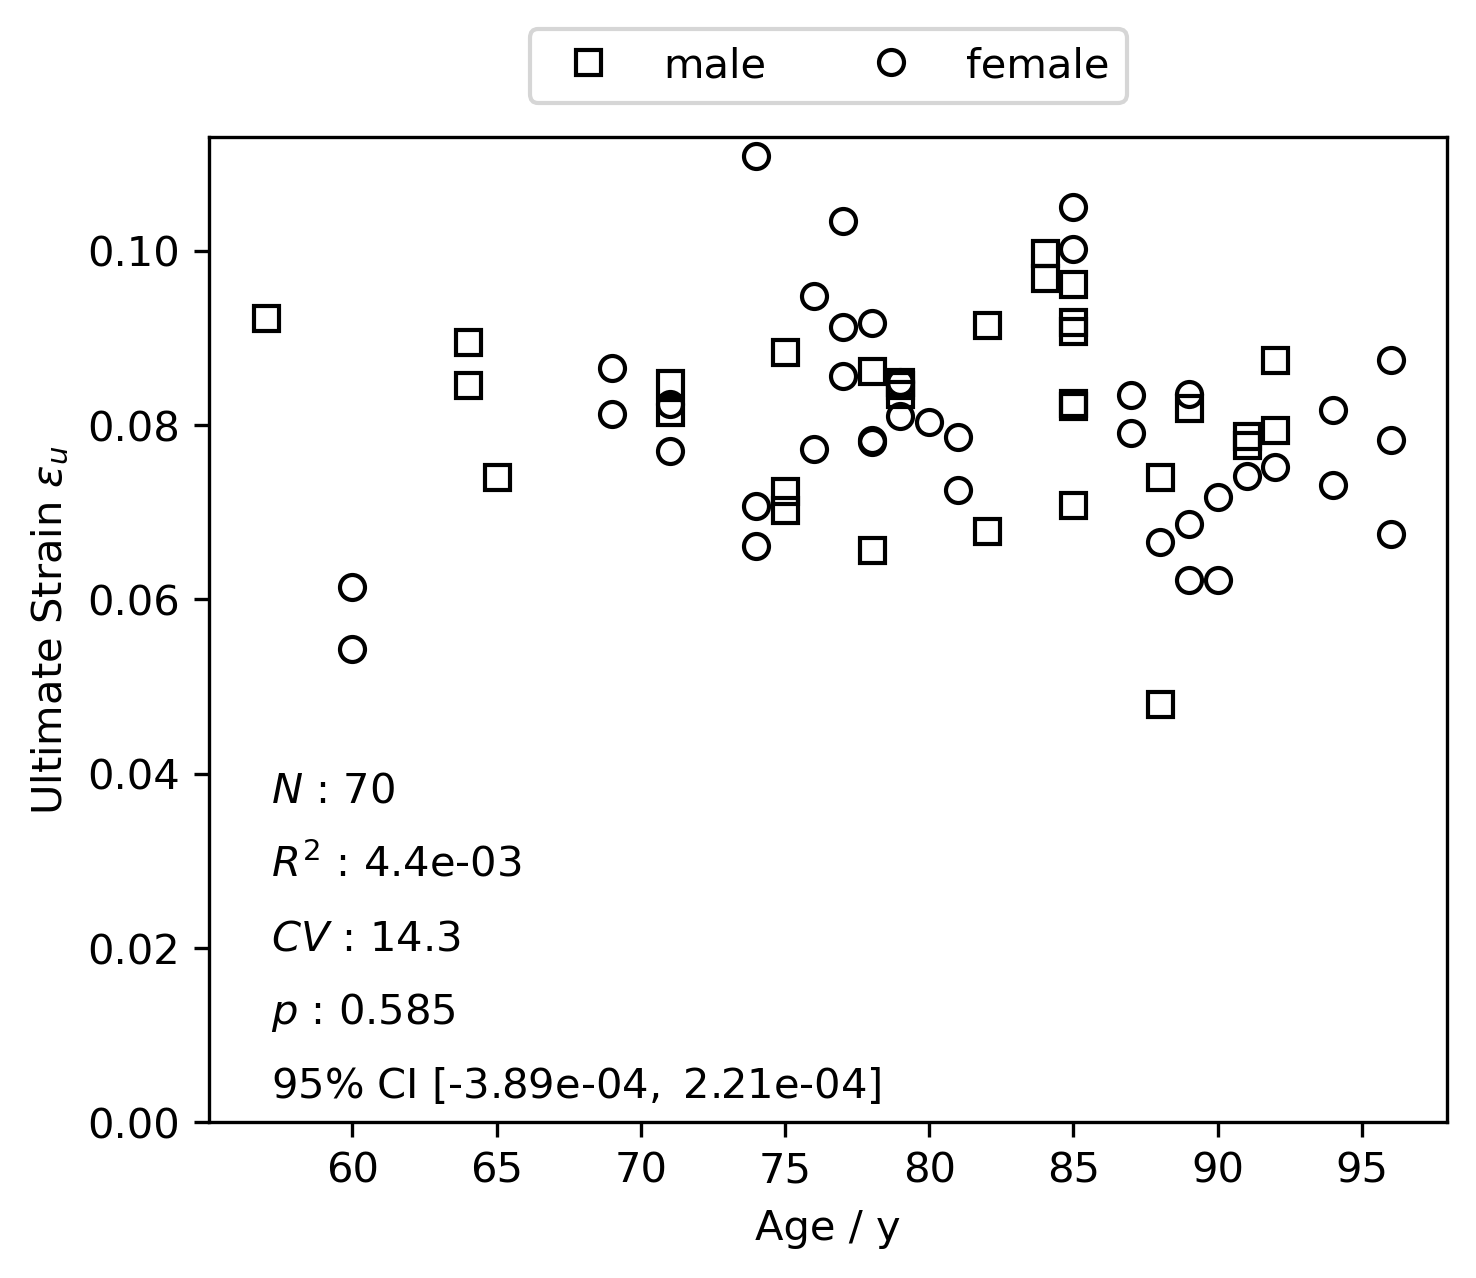 male female
0.10
0.08
0.06
0.04
0.02
0.00
Ultimate Strain εu
N : 70
R² : 4.4e-03
CV : 14.3
p : 0.585
95% CI [-3.89e-04, 2.21e-04]
60 65 70 75 80 85 90 95
Age / y